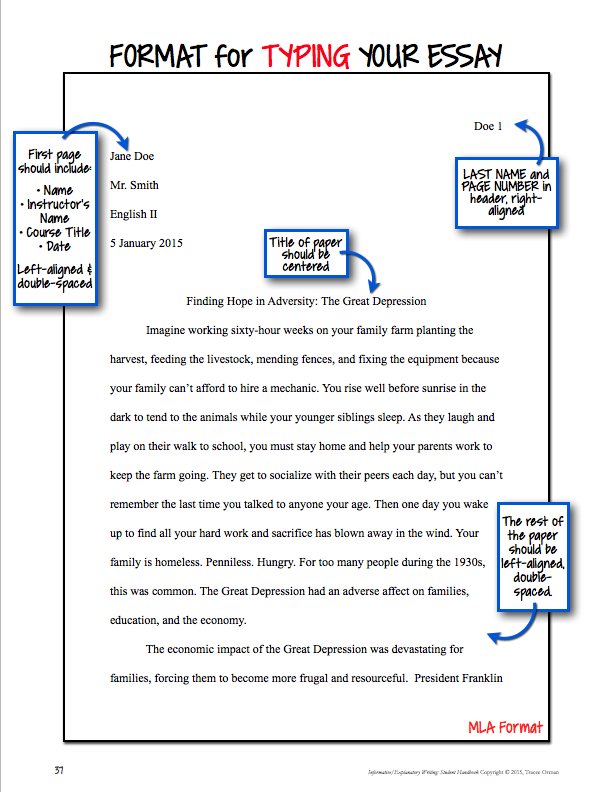 FORMAT for TYPING YOUR ESSAY
Doe 1
First page
should include:
• Name
• Instructor's
Name
• Course Title
• Date
Left-aligned &
double-spaced
LAST NAME and
PAGE NUMBER in
header, right-
aligned
Jane Doe
Mr. Smith
English II
5 January 2015
Title of paper
should be
centered
Finding Hope in Adversity: The Great Depression
Imagine working sixty-hour weeks on your family farm planting the
harvest, feeding the livestock, mending fences, and fixing the equipment because
your family can’t afford to hire a mechanic. You rise well before sunrise in the
dark to tend to the animals while your younger siblings sleep. As they laugh and
play on their walk to school, you must stay home and help your parents work to
keep the farm going. They get to socialize with their peers each day, but you can’t
remember the last time you talked to anyone your age. Then one day you wake
up to find all your hard work and sacrifice has blown away in the wind. Your
family is homeless. Penniless. Hungry. For too many people during the 1930s,
this was common. The Great Depression had an adverse affect on families,
education, and the economy.
The rest of
the paper
should be
left-aligned,
double-
spaced.
The economic impact of the Great Depression was devastating for
families, forcing them to become more frugal and resourceful.  President Franklin
MLA Format
37
Informative/Explanatory Writing: Student Handbook Copyright © 2015, Tracee Orman